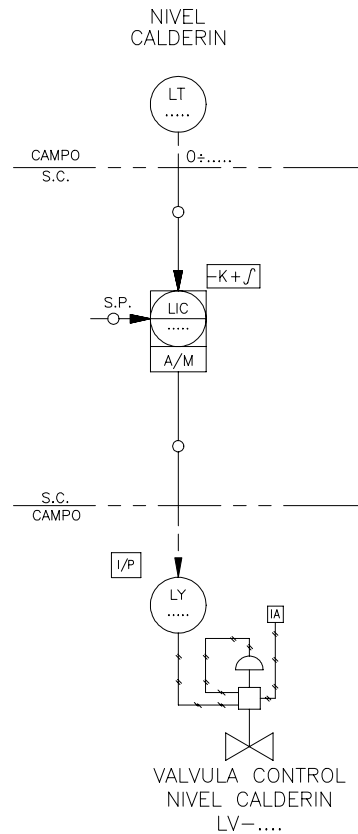 NIVEL
CALDERIN
LT
.....
CAMPO
0÷.....
S.C.
-K+∫
S.P.
LIC
.....
A/M
S.C.
CAMPO
I/P
LY
.....
IA
VALVULA CONTROL
NIVEL CALDERIN
LV-....